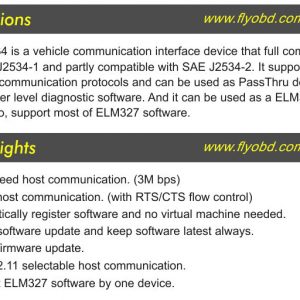 ions www.flyobd.com
4 is a vehicle communication interface device that full com
J2534-1 and partly compatible with SAE J2534-2. It supp
communication protocols and can be used as PassThru de
er level diagnostic software. And it can be used as a ELM
o, support most of ELM327 software.
ights www.flyobd.com
eed host communication. (3M bps)
host communication. (with RTS/CTS flow control)
tically register software and no virtual machine needed.
software update and keep software latest always.
irmware update.
2.11 selectable host communication.
t ELM327 software by one device.